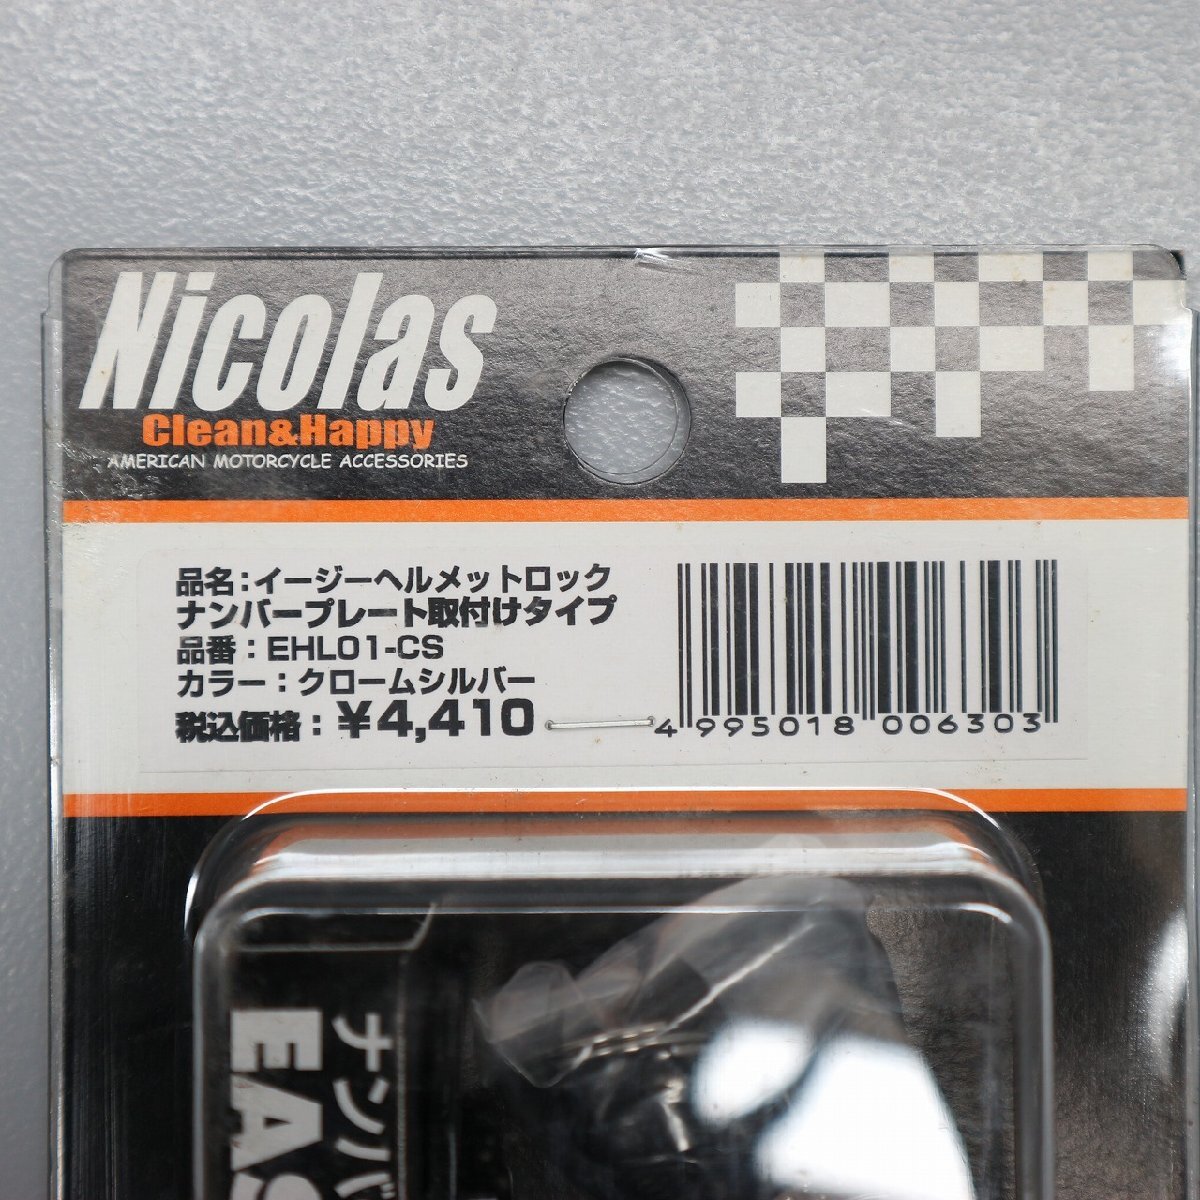 Nicolas
Clean&Happy
AMERICAN MOTORCYCLE ACCESSORIES
品名：イージーヘルメットロック
ナンバープレート取付けタイプ
品番：EHL01-CS
カラー：クロームシルバー
税込価格：￥4,410
4 995018 006303
ナンバ
EAS